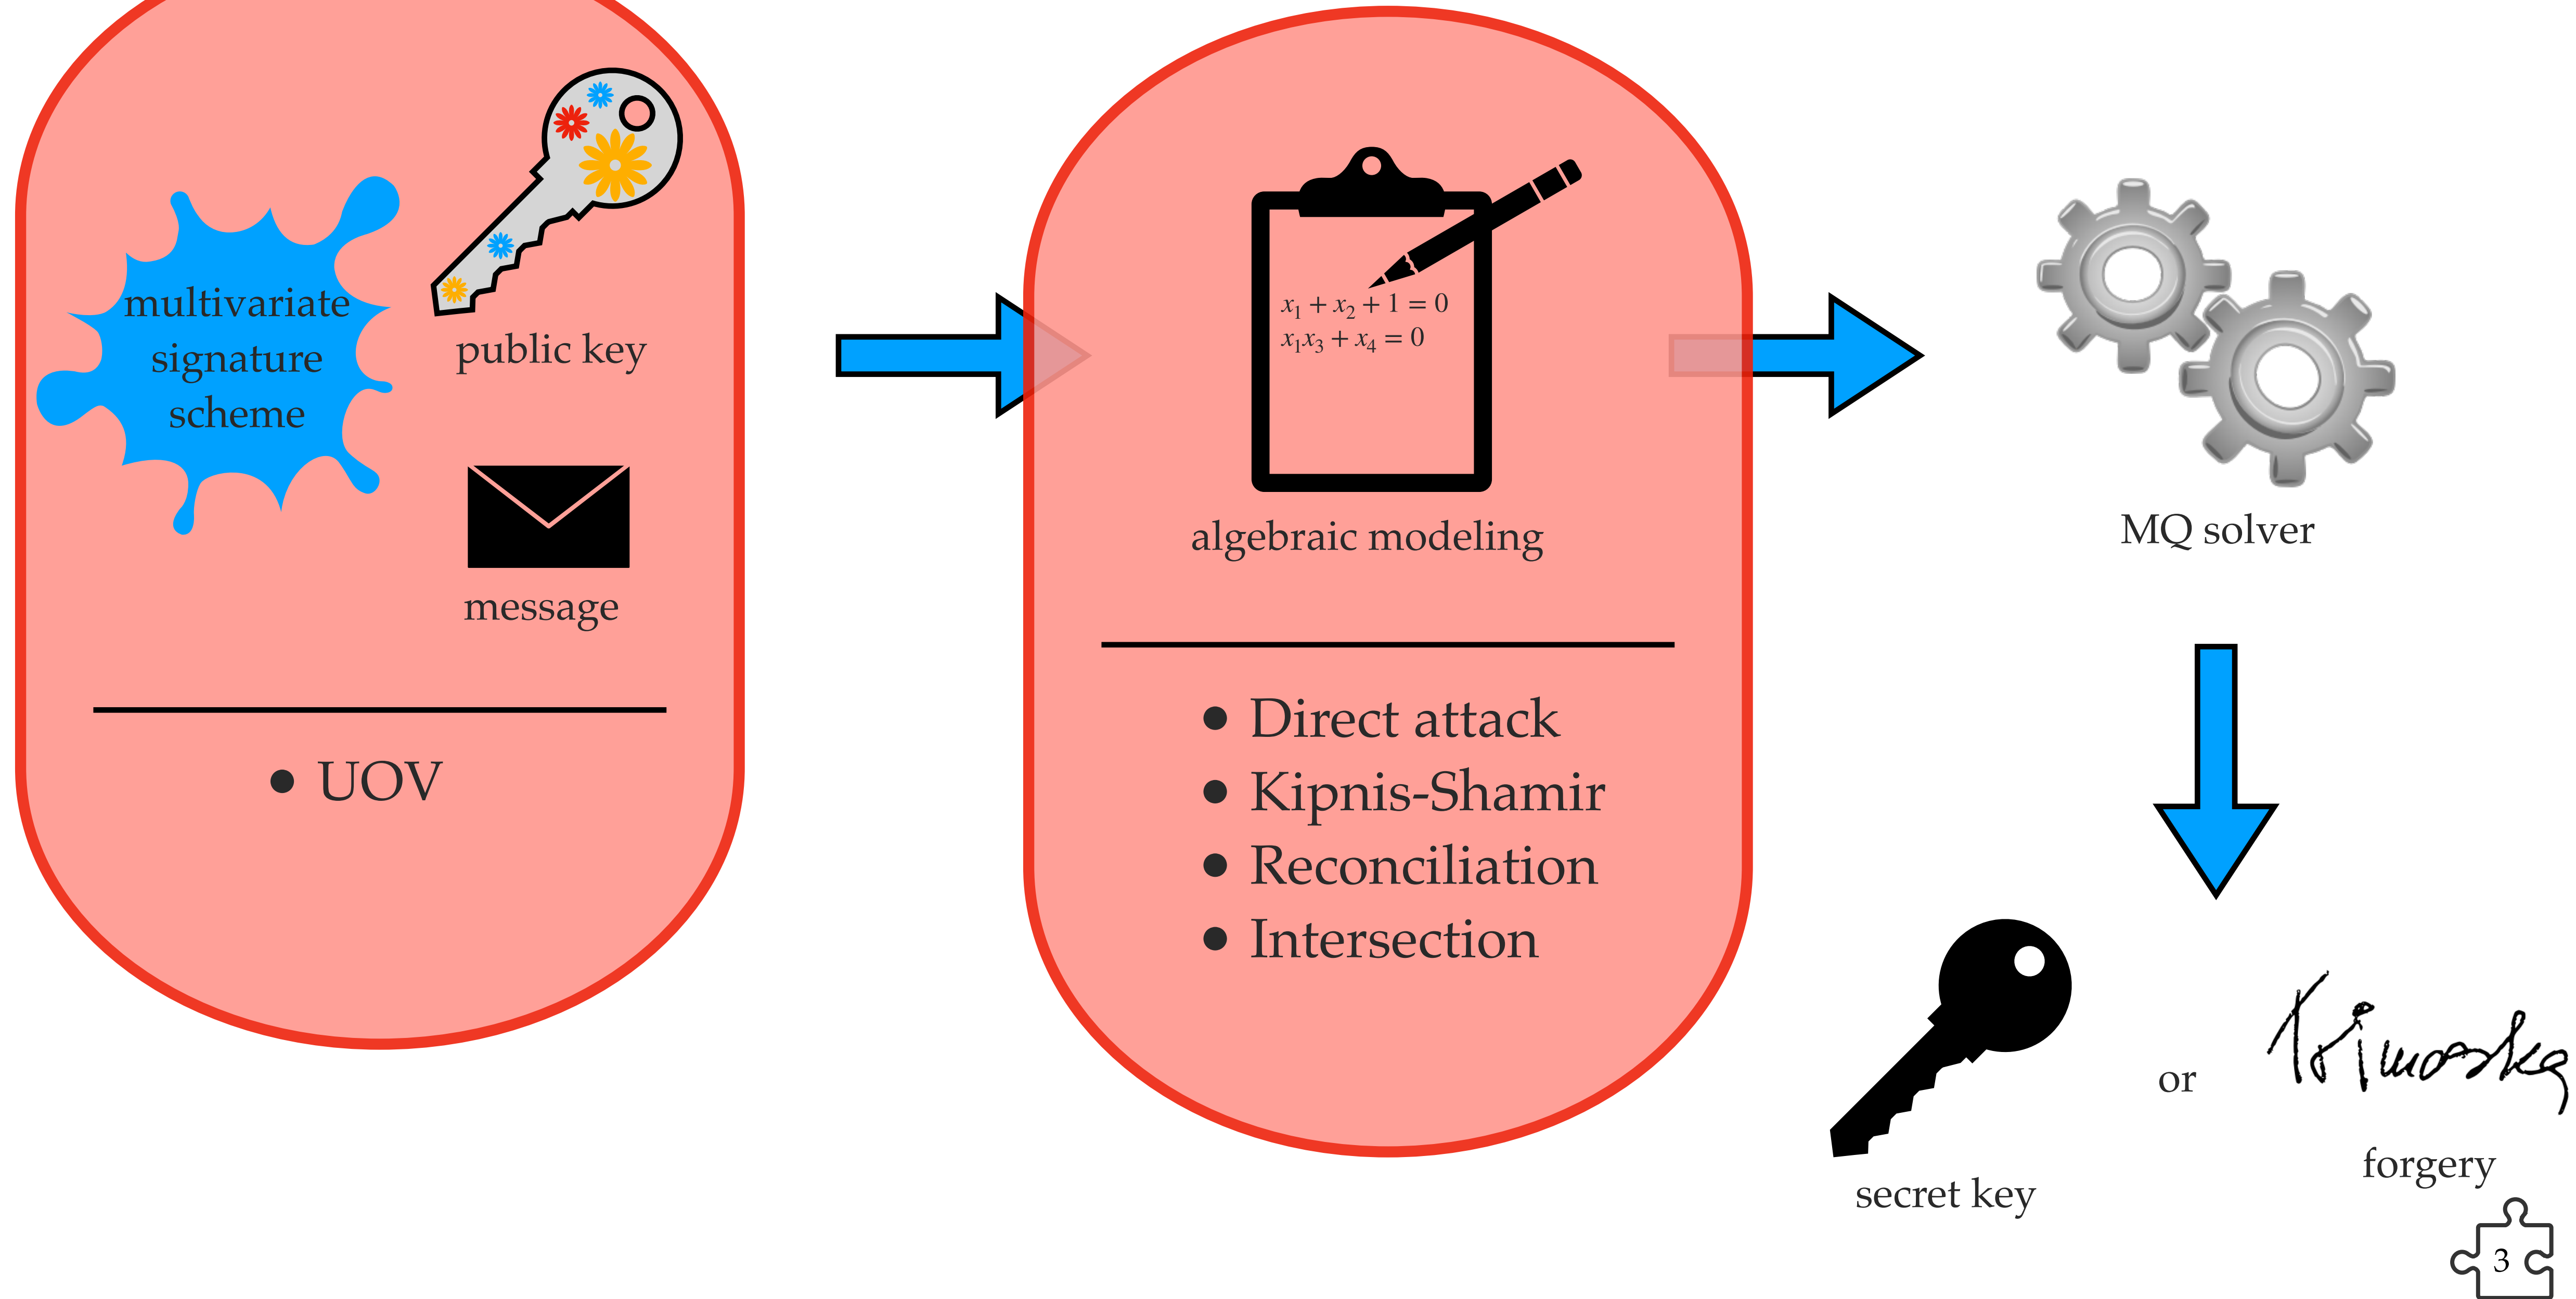 multivariate
signature
scheme
public key
message
• UOV
x₁ + x₂ + 1 = 0
x₁x₃ + x₄ = 0
algebraic modeling
• Direct attack
• Kipnis-Shamir
• Reconciliation
• Intersection
MQ solver
secret key
or
forgery
3